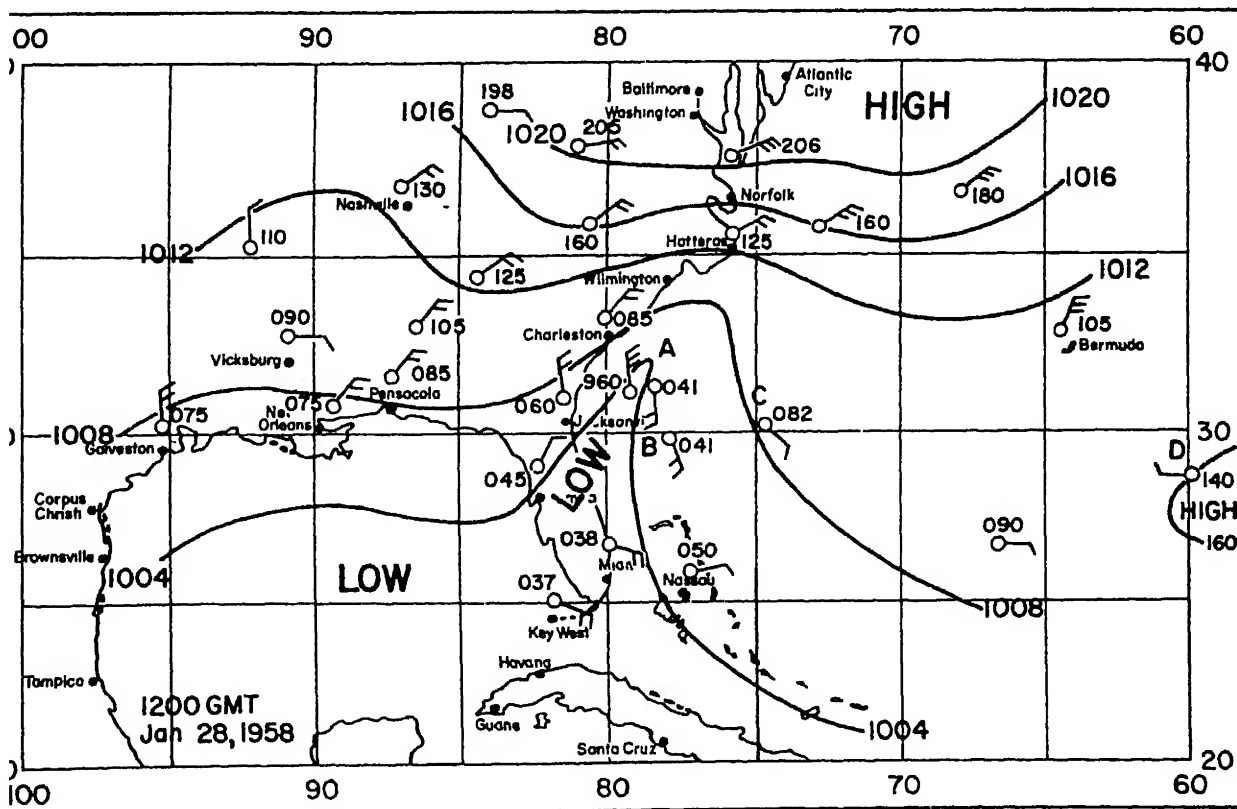 00 90 80 70 60
40
Baltimore
Washington
Atlantic
City
HIGH
1020
198
1016
1020
205
206
130
Nashville
Norfolk
180
1016
110
160
160
Hatteras
125
1012
125
Wilmington
1012
090
105
085
Charleston
105
Bermuda
Vicksburg
085
A
Pensacola
960
041
060
075
075
C
082
Orleans
1008
30
Galveston
B
041
045
LOW
D
140
Corpus
Christi
HIGH
160
038
090
Brownsville
1004
LOW
050
037
Nassau
1008
Key West
Havana
Tampico
1200 GMT
Jan 28, 1958
Guane
Santa Cruz
1004
20
100 90 80 70 60